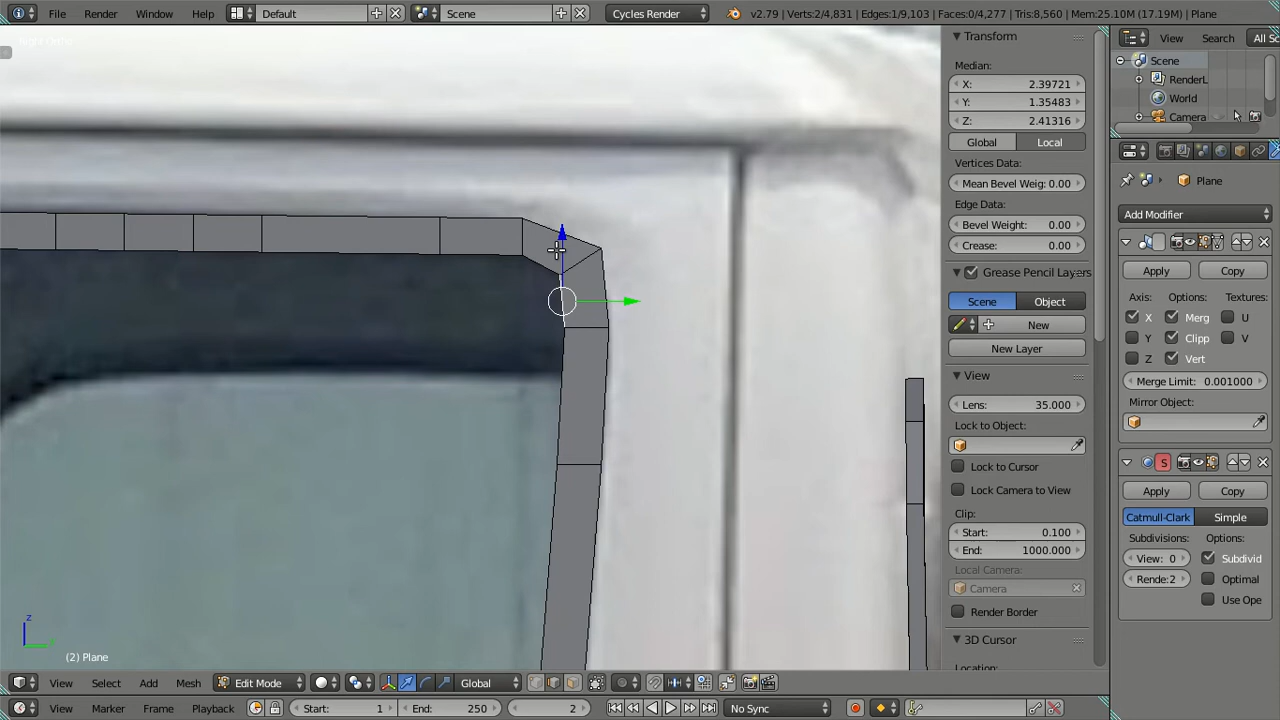 File Render Window Help Default Scene Cycles Render v2.79 | Verts:2/4,831 | Edges:1/9,103 | Faces:0/4,277 | Tris:8,560 | Mem:25.10M (17.19M) | Plane
Transform
Median:
X: 2.39721
Y: 1.35483
Z: 2.41316
Global Local
Vertices Data:
Mean Bevel Weig: 0.00
Edge Data:
Bevel Weight: 0.00
Crease: 0.00
Grease Pencil Layers
Scene Object
New
New Layer
View
Lens: 35.000
Lock to Object:
Lock to Cursor
Lock Camera to View
Clip:
Start: 0.100
End: 1000.000
Local Camera:
Camera
Render Border
3D Cursor
Location:
View Search All Sc
Scene
RenderL
World
Camera
Plane
Add Modifier
Apply Copy
Axis: Options: Textures:
X Merg U
Y Clipp V
Z Vert
Merge Limit: 0.001000
Mirror Object:
S
Apply Copy
Catmull-Clark Simple
Subdivisions: Options:
View: 0 Subdivid
Rende:2 Optimal
Use Ope
z
(2) Plane
View Select Add Mesh Edit Mode Global
View Marker Frame Playback Start: 1 End: 250 2 No Sync